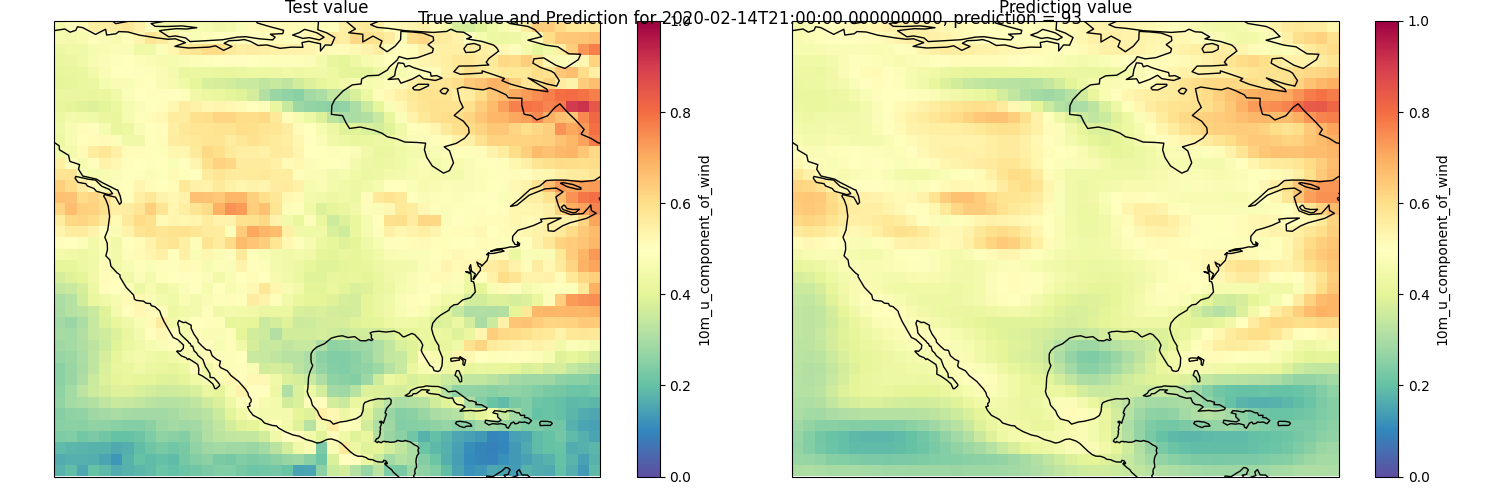 Test value
Prediction value
True value and Prediction for 2020-02-14T21:00:00.000000000, prediction = 93
1.0
0.8
0.6
0.4
0.2
0.0
10m_u_component_of_wind
1.0
0.8
0.6
0.4
0.2
0.0
10m_u_component_of_wind